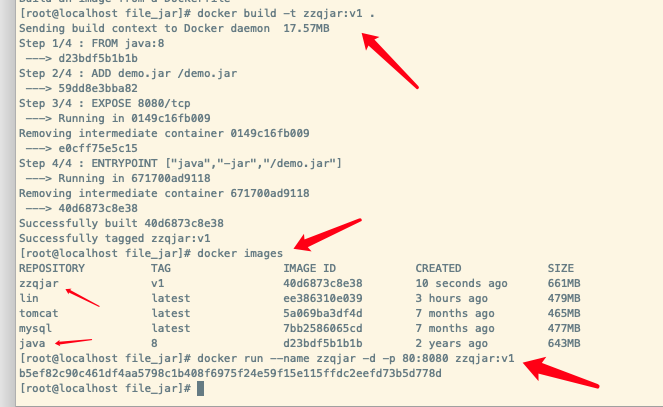 [root@localhost file_jar]# docker build -t zzqjar:v1 .
Sending build context to Docker daemon  17.57MB
Step 1/4 : FROM java:8
 ---> d23bdf5b1b1b
Step 2/4 : ADD demo.jar /demo.jar
 ---> 59dd8e3bba82
Step 3/4 : EXPOSE 8080/tcp
 ---> Running in 0149c16fb009
Removing intermediate container 0149c16fb009
 ---> e0cff75e5c15
Step 4/4 : ENTRYPOINT ["java","-jar","/demo.jar"]
 ---> Running in 671700ad9118
Removing intermediate container 671700ad9118
 ---> 40d6873c8e38
Successfully built 40d6873c8e38
Successfully tagged zzqjar:v1
[root@localhost file_jar]# docker images
REPOSITORY TAG IMAGE ID CREATED SIZE
zzqjar v1 40d6873c8e38 10 seconds ago 661MB
lin latest ee386310e039 3 hours ago 479MB
tomcat latest 5a069ba3df4d 7 months ago 465MB
mysql latest 7bb2586065cd 7 months ago 477MB
java 8 d23bdf5b1b1b 2 years ago 643MB
[root@localhost file_jar]# docker run --name zzqjar -d -p 80:8080 zzqjar:v1
b5ef82c90c461df4aa5798c1b408f6975f24e59f15e115ffdc2eefd73b5d778d
[root@localhost file_jar]#